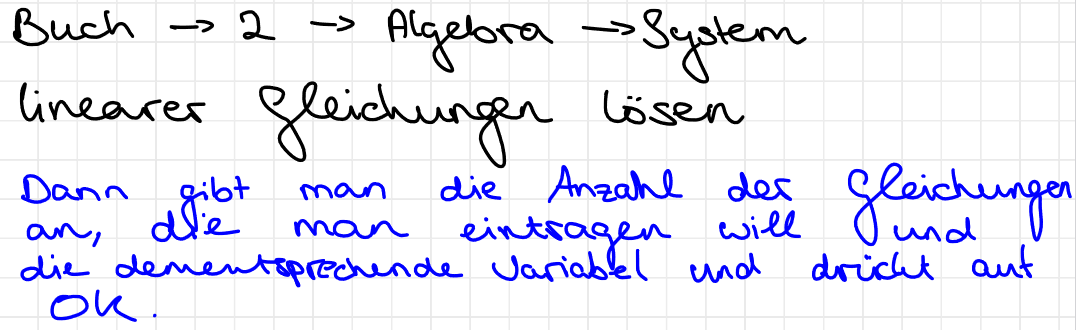 Buch → 2 → Algebra → System
linearer Gleichungen lösen
Dann gibt man die Anzahl der Gleichungen
an, die man eintragen will und
die dementsprechende Variabel und drückt auf
OK.